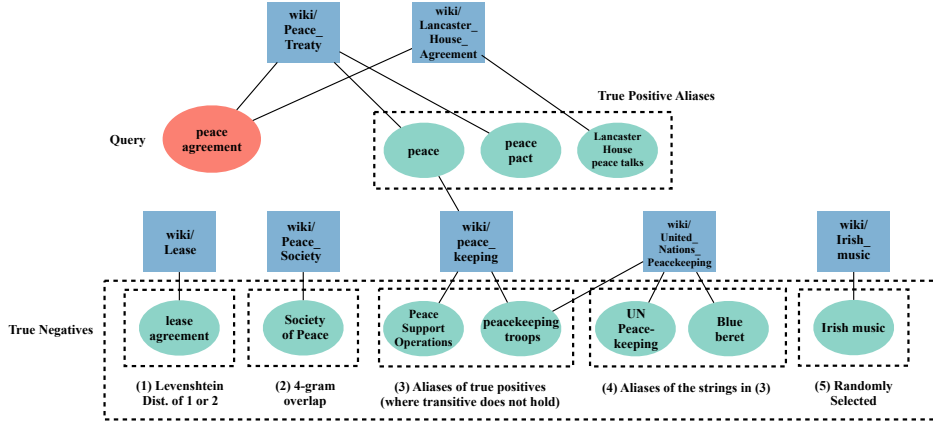 wiki/
Peace_
Treaty
wiki/
Lancaster_
House_
Agreement
True Positive Aliases
Query
peace
agreement
peace
peace
pact
Lancaster
House
peace talks
wiki/
Lease
wiki/
Peace_
Society
wiki/
peace_
keeping
wiki/
United_
Nations_
Peacekeeping
wiki/
Irish_
music
True Negatives
lease
agreement
Society
of Peace
Peace
Support
Operations
peacekeeping
troops
UN
Peace-
keeping
Blue
beret
Irish music
(1) Levenshtein
Dist. of 1 or 2
(2) 4-gram
overlap
(3) Aliases of true positives
(where transitive does not hold)
(4) Aliases of the strings in (3)
(5) Randomly
Selected